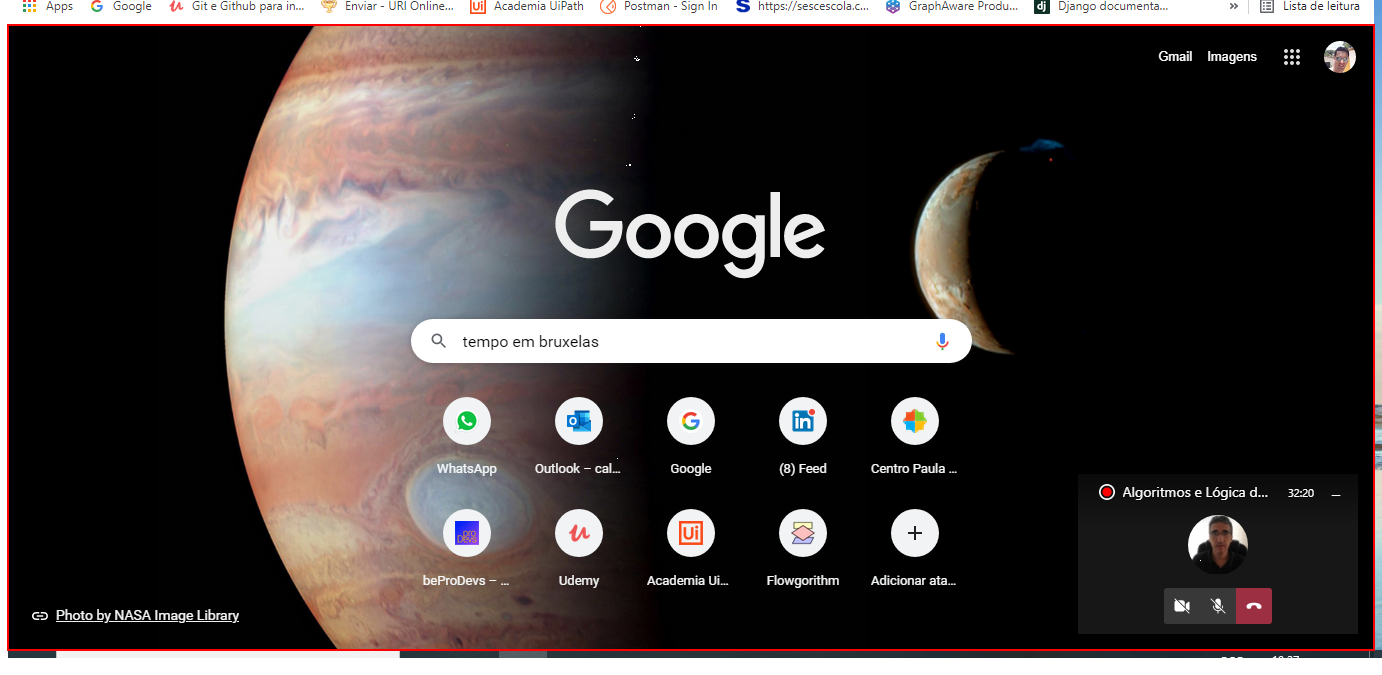 Apps Google Git e Github para in... Enviar - URI Online... Academia UiPath Postman - Sign In https://sescescola.c... GraphAware Produ... Django documenta... » Lista de leitura
Gmail Imagens
Google
tempo em bruxelas
WhatsApp Outlook – cal... Google (8) Feed Centro Paula ...
beProDevs – ... Udemy Academia Ui... Flowgorithm Adicionar ata...
Algoritmos e Lógica d... 32:20
Photo by NASA Image Library